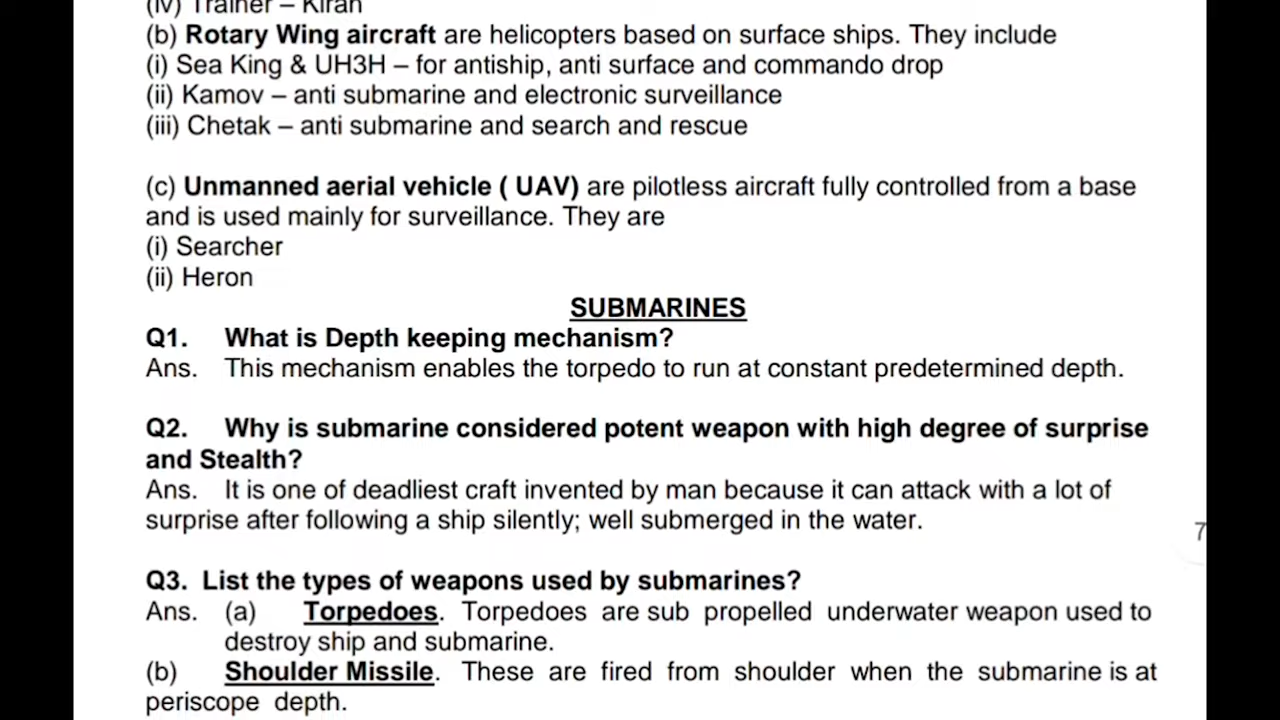 (iv) Trainer – Kiran
(b) Rotary Wing aircraft are helicopters based on surface ships. They include
(i) Sea King & UH3H – for antiship, anti surface and commando drop
(ii) Kamov – anti submarine and electronic surveillance
(iii) Chetak – anti submarine and search and rescue
(c) Unmanned aerial vehicle ( UAV) are pilotless aircraft fully controlled from a base
and is used mainly for surveillance. They are
(i) Searcher
(ii) Heron
SUBMARINES
Q1. What is Depth keeping mechanism?
Ans. This mechanism enables the torpedo to run at constant predetermined depth.
Q2. Why is submarine considered potent weapon with high degree of surprise
and Stealth?
Ans. It is one of deadliest craft invented by man because it can attack with a lot of
surprise after following a ship silently; well submerged in the water.
7
Q3. List the types of weapons used by submarines?
Ans. (a) Torpedoes. Torpedoes are sub propelled underwater weapon used to
destroy ship and submarine.
(b) Shoulder Missile. These are fired from shoulder when the submarine is at
periscope depth.